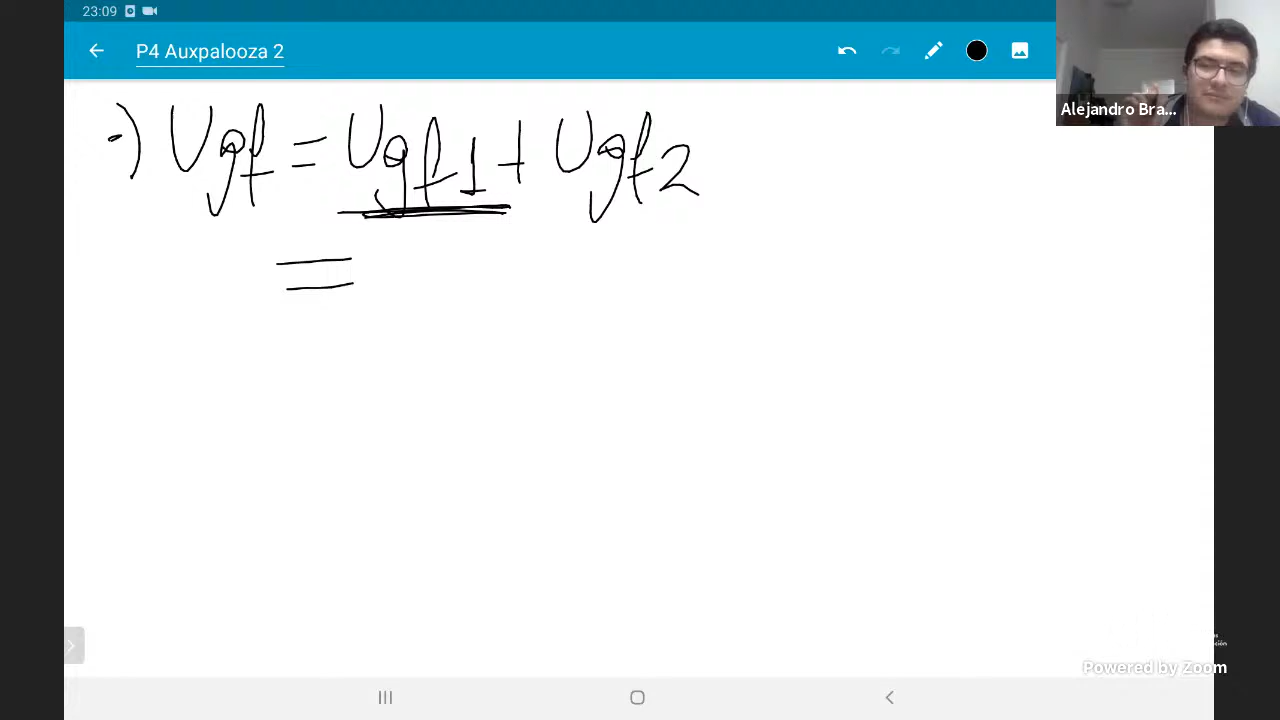 23:09
P4 Auxpalooza 2
Alejandro Bra...
·) Ugf = Ugf1 + Ugf2
=
Powered by Zoom